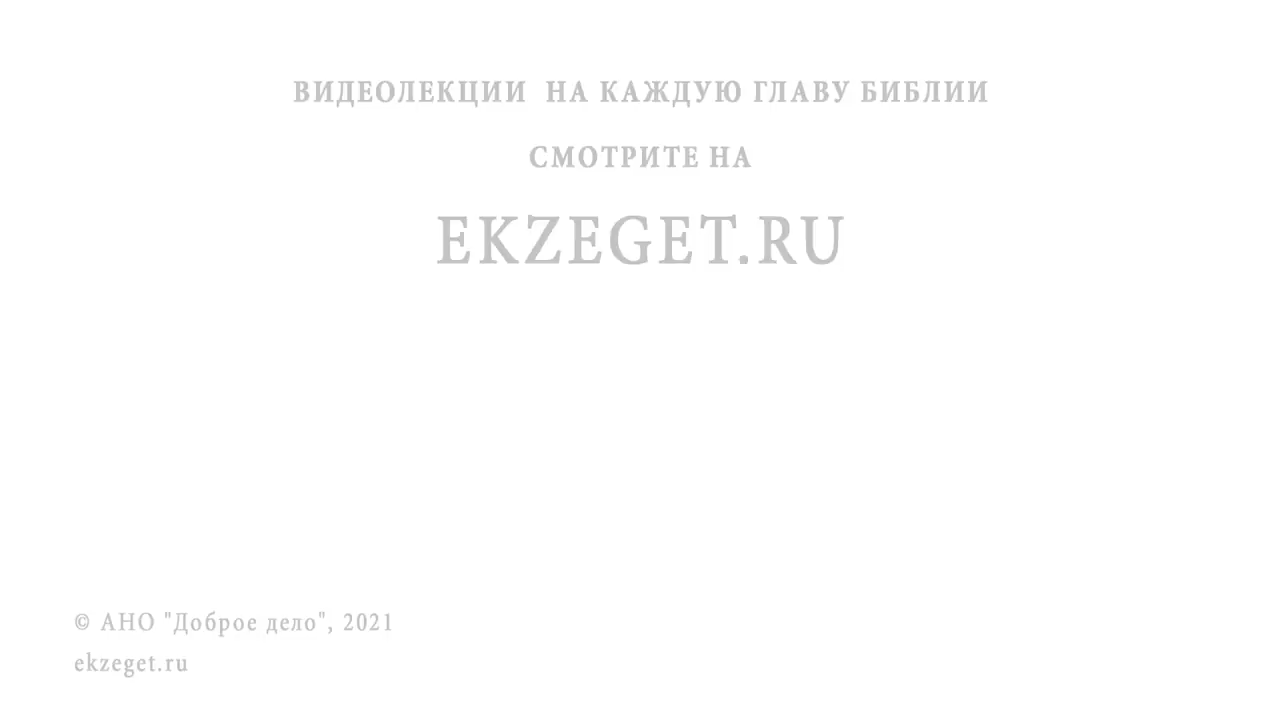 ВИДЕОЛЕКЦИИ НА КАЖДУЮ ГЛАВУ БИБЛИИ
СМОТРИТЕ НА
EKZEGET.RU
© АНО "Доброе дело", 2021
ekzeget.ru